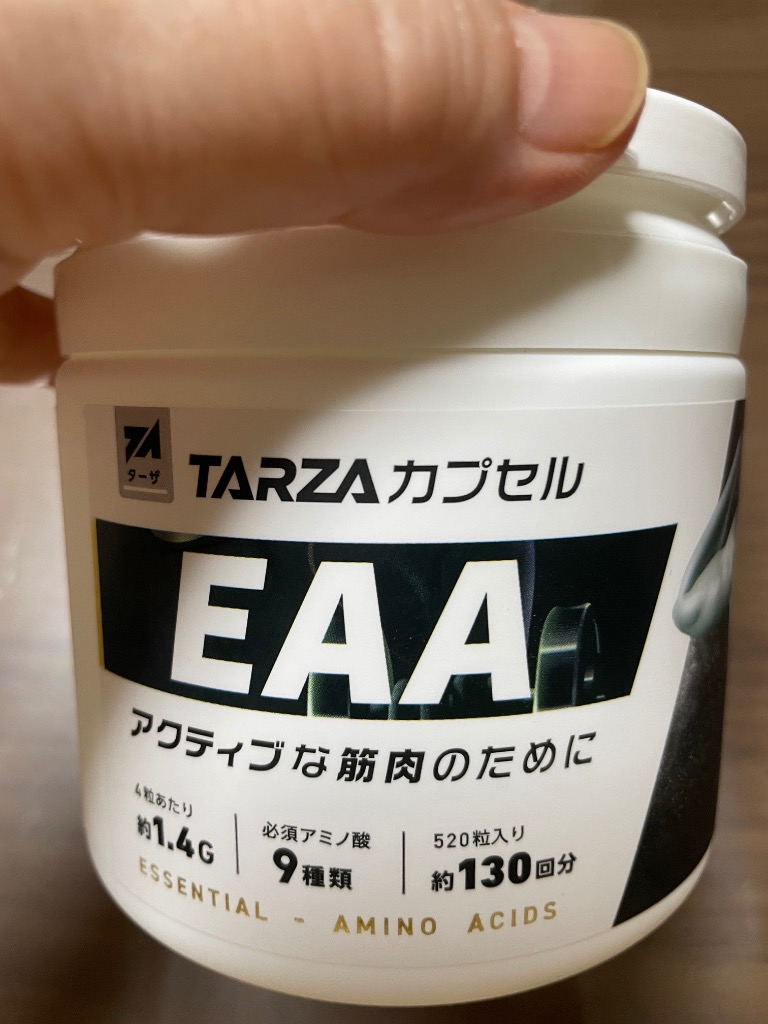 ターザ
TARZAカプセル
EAA
アクティブな筋肉のために
4粒あたり
約1.4G
必須アミノ酸
9種類
520粒入り
約130回分
ESSENTIAL - AMINO ACIDS